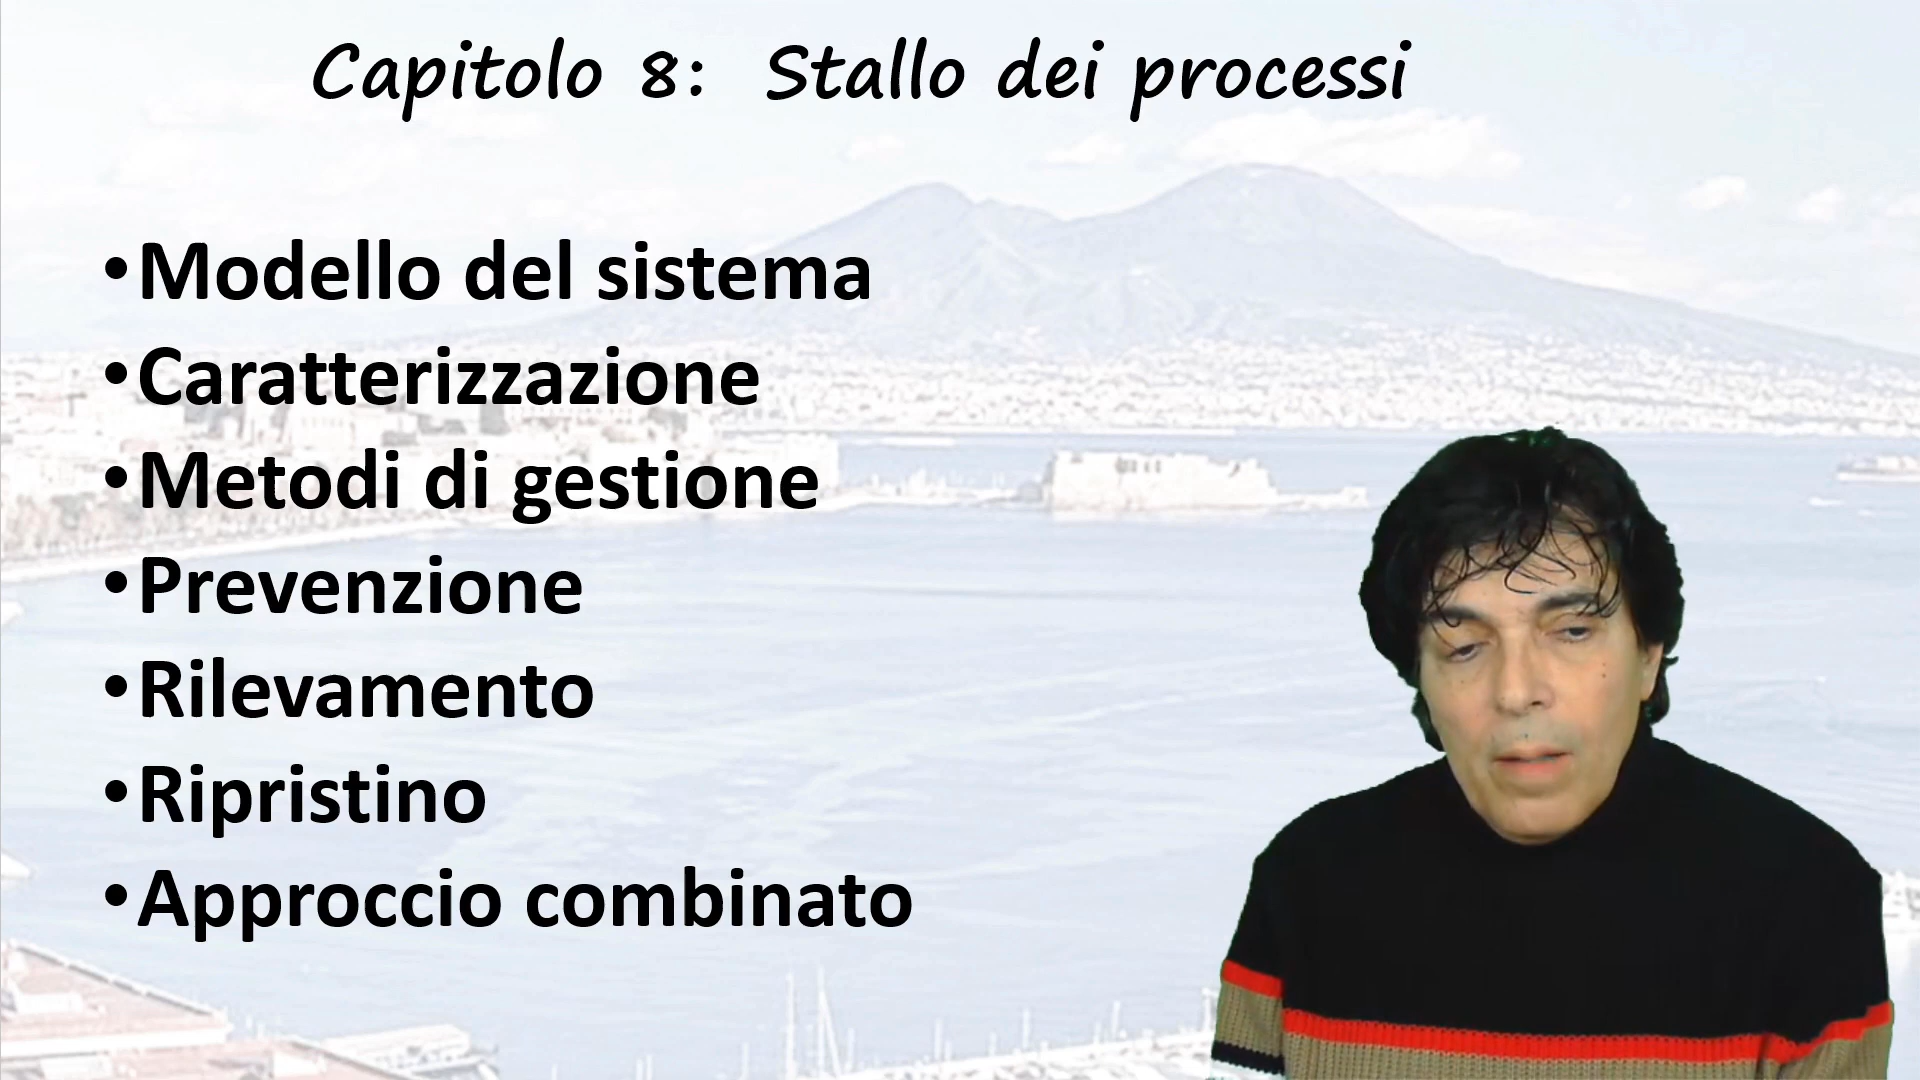 Capitolo 8: Stallo dei processi
•Modello del sistema
•Caratterizzazione
•Metodi di gestione
•Prevenzione
•Rilevamento
•Ripristino
•Approccio combinato